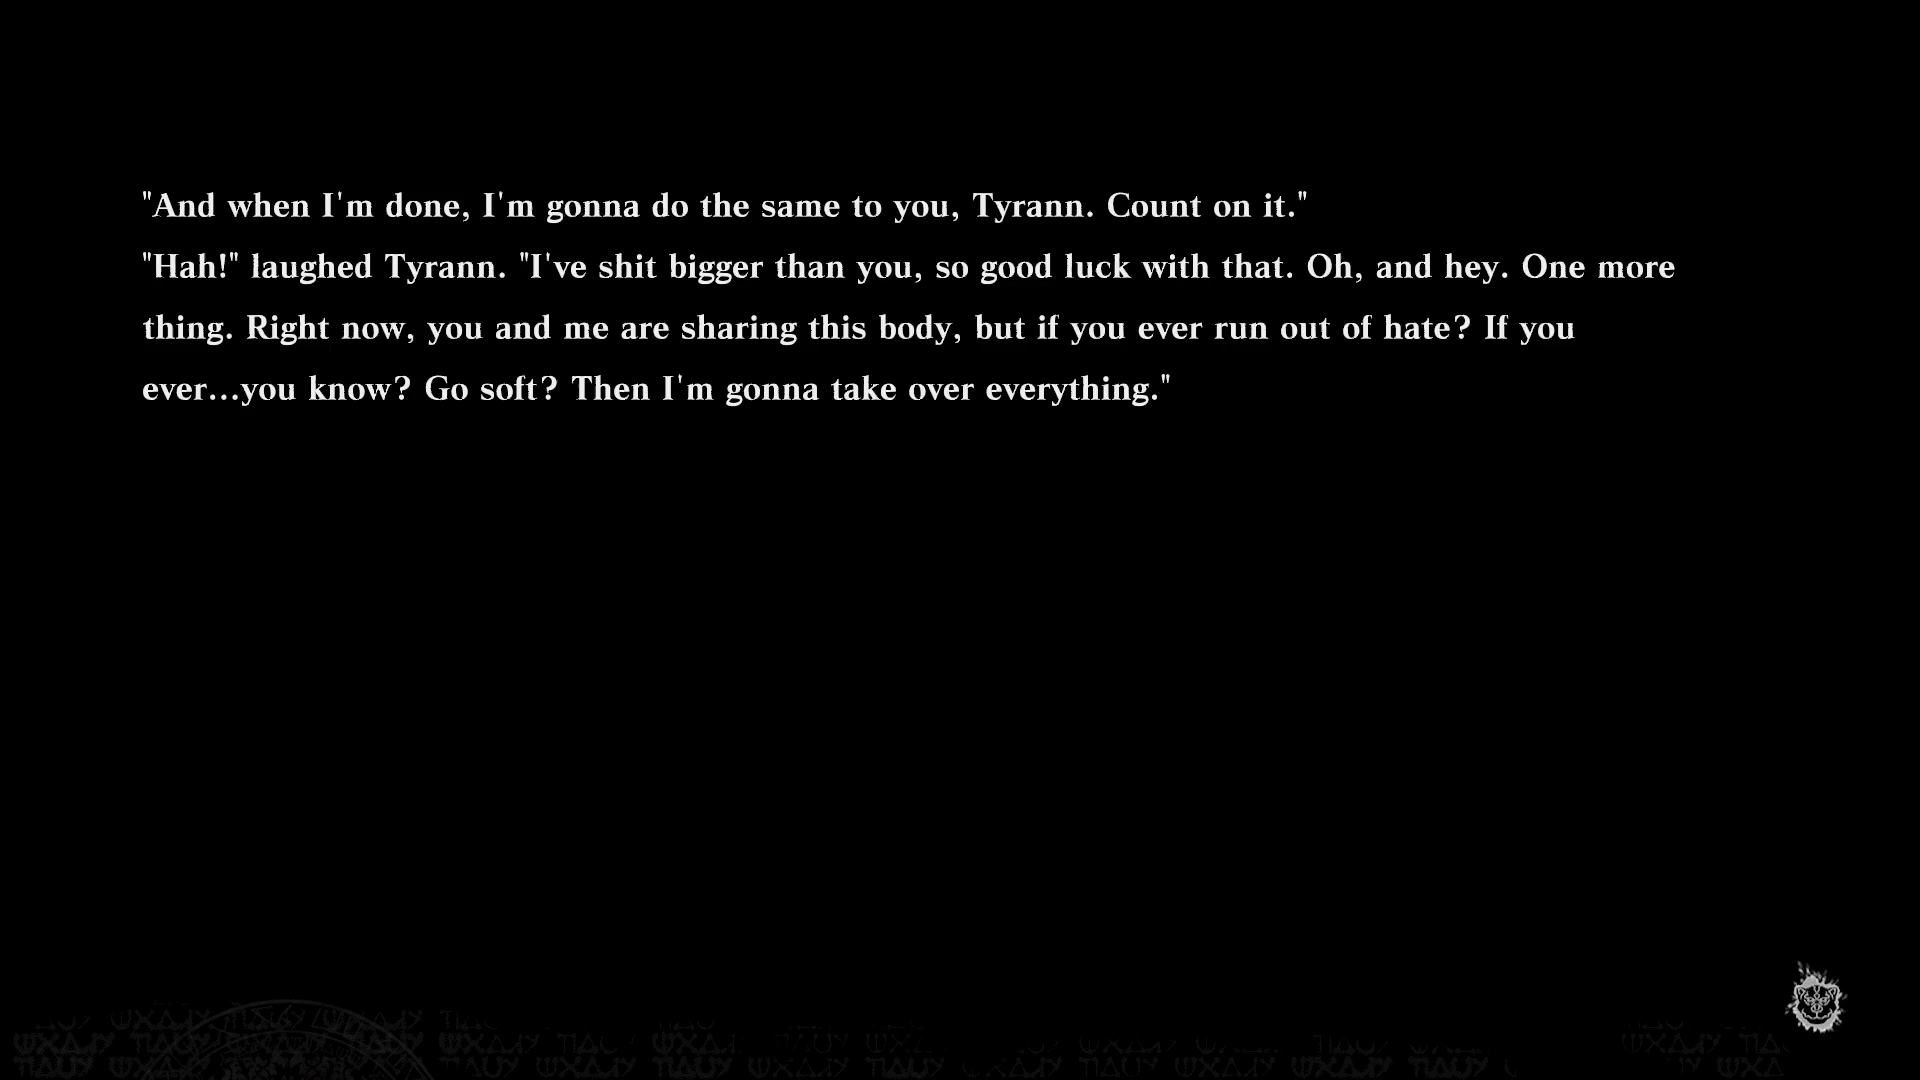 "And when I'm done, I'm gonna do the same to you, Tyrann. Count on it."
"Hah!" laughed Tyrann. "I've shit bigger than you, so good luck with that. Oh, and hey. One more
thing. Right now, you and me are sharing this body, but if you ever run out of hate? If you
ever...you know? Go soft? Then I'm gonna take over everything."